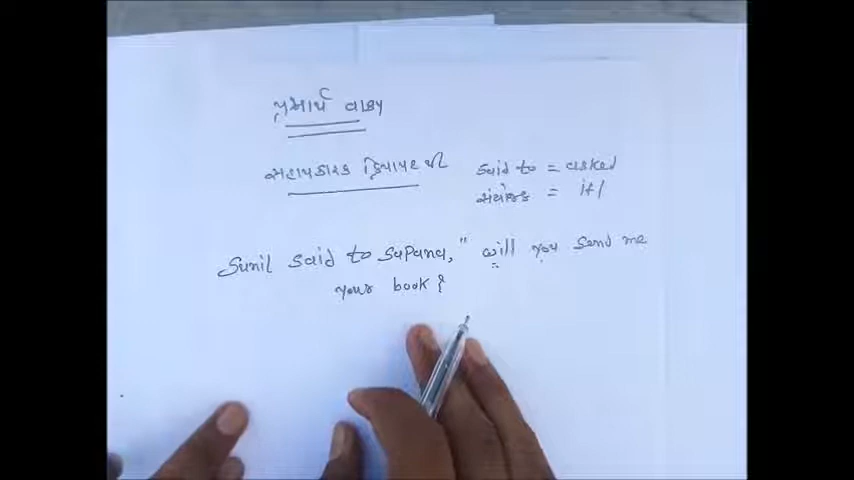 પ્રશ્નાર્થ વાક્ય
સહાયકારક ક્રિયાપદ થી
said to = asked
સંયોજક = if/
Sunil said to Sapana, " will you send me
your book ?